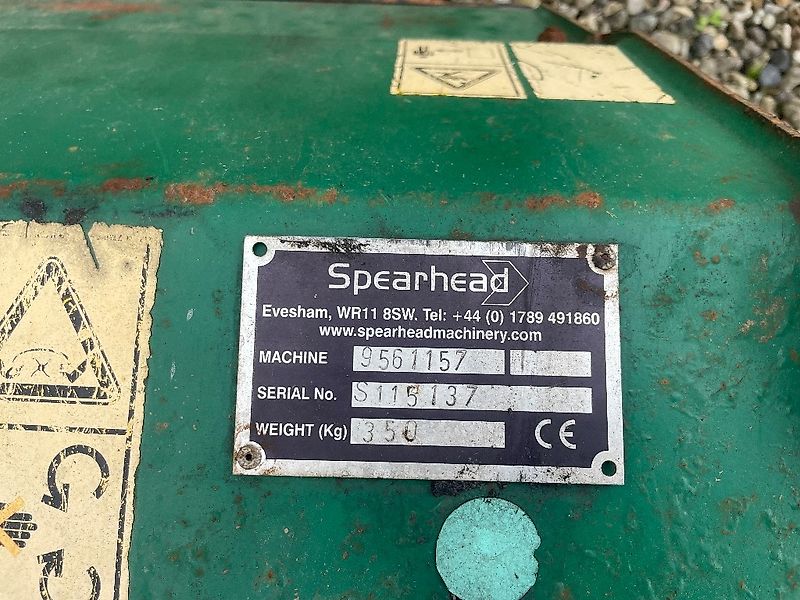 Spearhead
Evesham, WR11 8SW. Tel: +44 (0) 1789 491860
www.spearheadmachinery.com
MACHINE 9561157
SERIAL No. S115137
WEIGHT (Kg) 350 CE